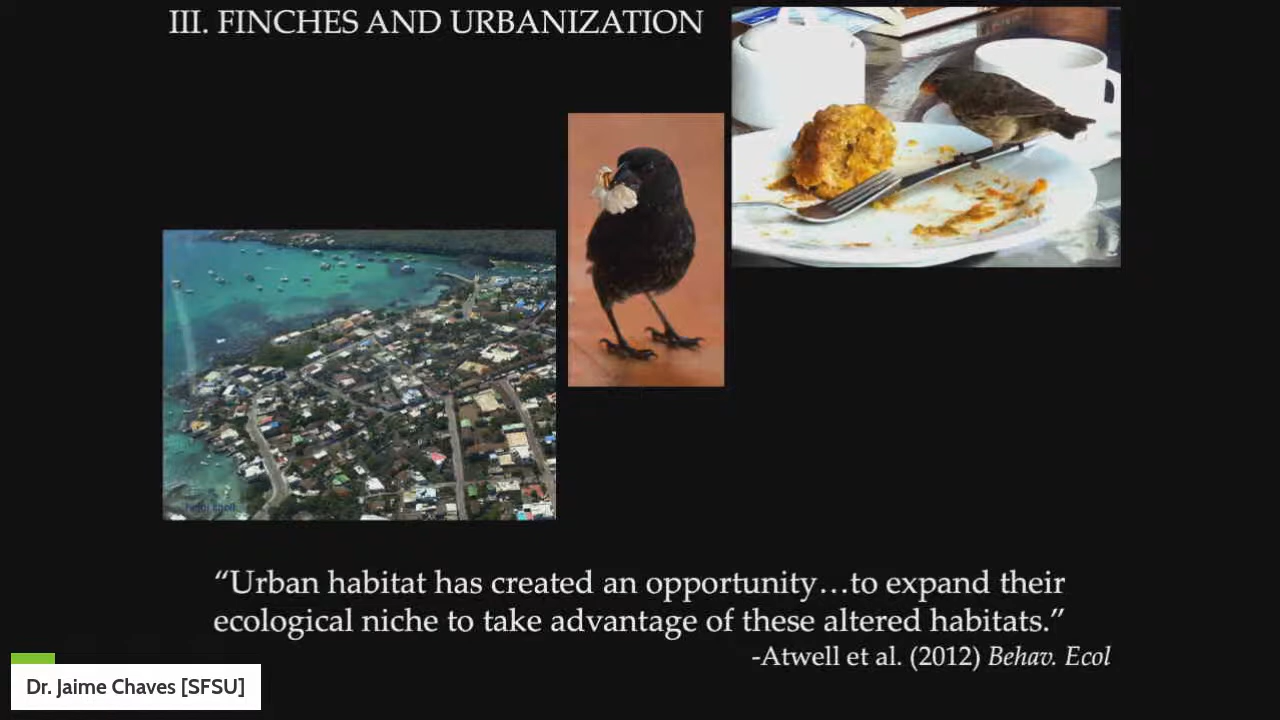 III. FINCHES AND URBANIZATION
“Urban habitat has created an opportunity…to expand their
ecological niche to take advantage of these altered habitats.”
-Atwell et al. (2012) Behav. Ecol
Dr. Jaime Chaves [SFSU]